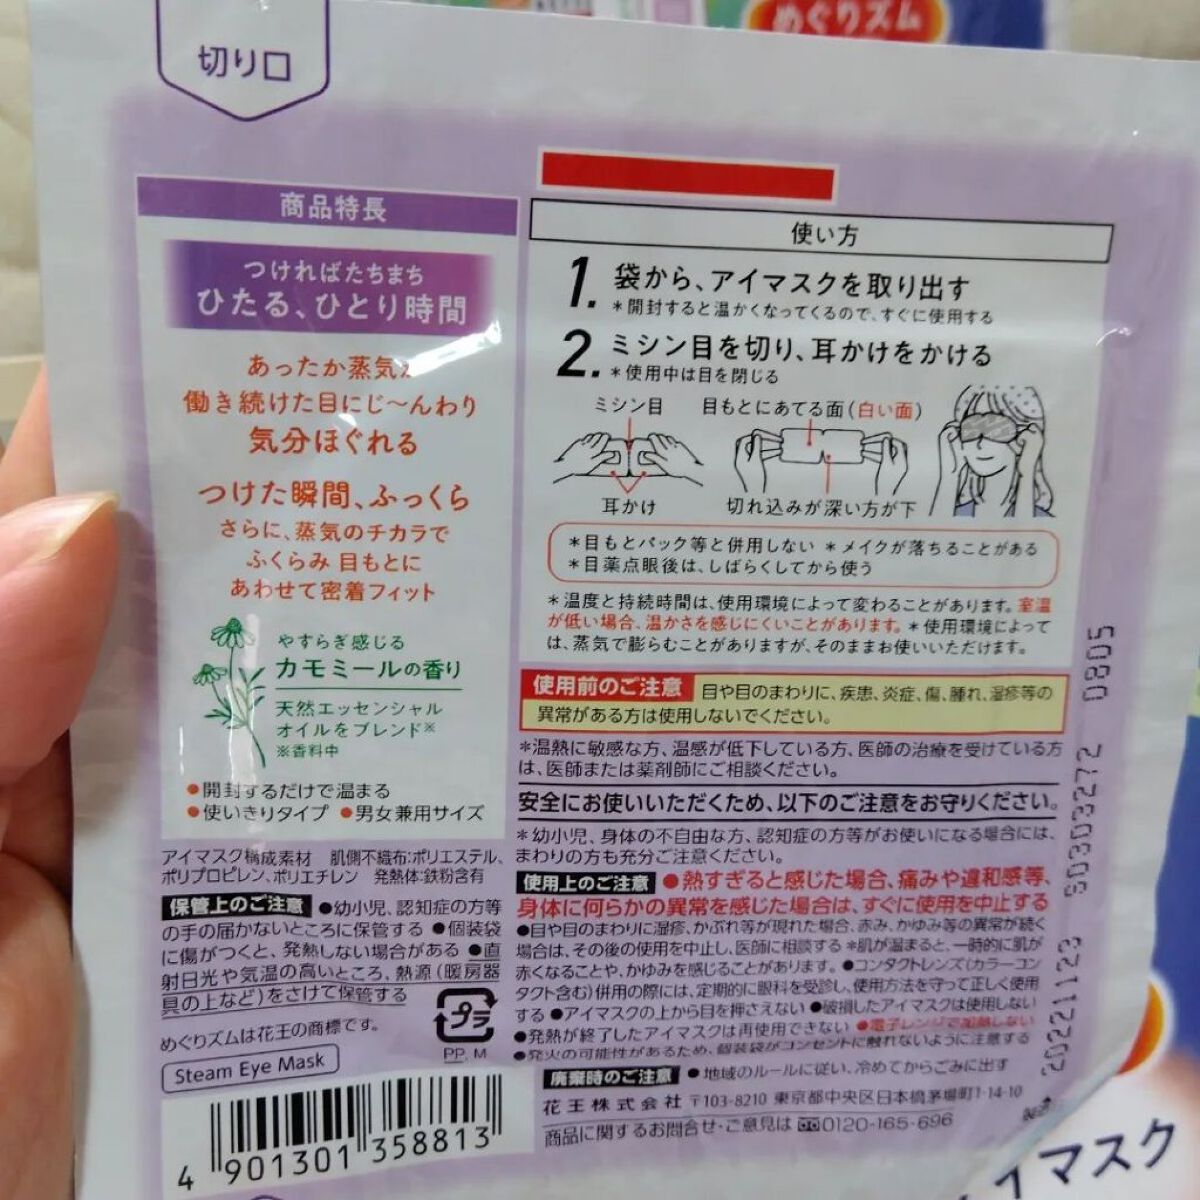 めぐりズム
切り口
商品特長
つければたちまち
ひたる、ひとり時間
あったか蒸気が
働き続けた目にじ〜んわり
気分ほぐれる
つけた瞬間、ふっくら
さらに、蒸気のチカラで
ふくらみ 目もとに
あわせて密着フィット
やすらぎ感じる
カモミールの香り
天然エッセンシャル
オイルをブレンド※
※香料中
●開封するだけで温まる
●使いきりタイプ ●男女兼用サイズ
アイマスク構成素材 肌側不織布:ポリエステル、
ポリプロピレン、ポリエチレン 発熱体:鉄粉含有
保管上のご注意 ●幼小児、認知症の方等
の手の届かないところに保管する ●個装袋
に傷がつくと、発熱しない場合がある ●直
射日光や気温の高いところ、熱源(暖房器
具の上など)をさけて保管する
めぐりズムは花王の商標です。
プラ
PP, M
Steam Eye Mask
4 901301 358813
使い方
1. 袋から、アイマスクを取り出す
＊開封すると温かくなってくるので、すぐに使用する
2. ミシン目を切り、耳かけをかける
＊使用中は目を閉じる
ミシン目 目もとにあてる面(白い面)
耳かけ 切れ込みが深い方が下
＊目もとパック等と併用しない ＊メイクが落ちることがある
＊目薬点眼後は、しばらくしてから使う
＊温度と持続時間は、使用環境によって変わることがあります。室温
が低い場合、温かさを感じにくいことがあります。＊使用環境によって
は、蒸気で膨らむことがありますが、そのままお使いいただけます。
使用前のご注意 目や目のまわりに、疾患、炎症、傷、腫れ、湿疹等の
異常がある方は使用しないでください。
＊温熱に敏感な方、温感が低下している方、医師の治療を受けている方
は、医師または薬剤師にご相談ください。
安全にお使いいただくため、以下のご注意をお守りください。
＊幼小児、身体の不自由な方、認知症の方等がお使いになる場合には、
まわりの方も充分ご注意ください。
使用上のご注意 ●熱すぎると感じた場合、痛みや違和感等、
身体に何らかの異常を感じた場合は、すぐに使用を中止する
●目や目のまわりに湿疹、かぶれ等が現れた場合、赤み、かゆみ等の異常が続く
場合は、その後の使用を中止し、医師に相談する ＊肌が温まると、一時的に肌が
赤くなることや、かゆみを感じることがあります。●コンタクトレンズ(カラーコン
タクト含む)併用の際には、定期的に眼科を受診し、使用方法を守って正しく使用
する ●アイマスクの上から目を押さえない ●破損したアイマスクは使用しない
●発熱が終了したアイマスクは再使用できない ●電子レンジで加熱しない
●発火の可能性があるため、個装袋がコンセントに触れないように注意する
廃棄時のご注意 ●地域のルールに従い、冷めてからごみに出す
花王株式会社 〒103-8210 東京都中央区日本橋茅場町1-14-10
商品に関するお問合せ・ご意見は 0120-165-696
20221123 S0303272 0805
イマスク